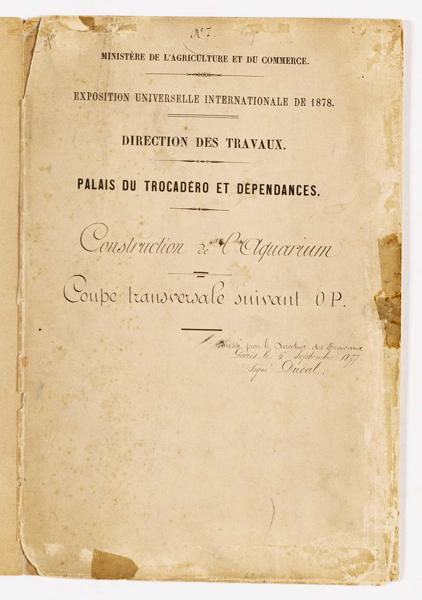 N° 7.
MINISTÈRE DE L'AGRICULTURE ET DU COMMERCE.
EXPOSITION UNIVERSELLE INTERNATIONALE DE 1878.
DIRECTION DES TRAVAUX.
PALAIS DU TROCADÉRO ET DÉPENDANCES.
Construction de l'Aquarium
Coupe transversale suivant OP.
par le Directeur des Travaux
Paris le 5 Septembre 1877.
Signé Duval.